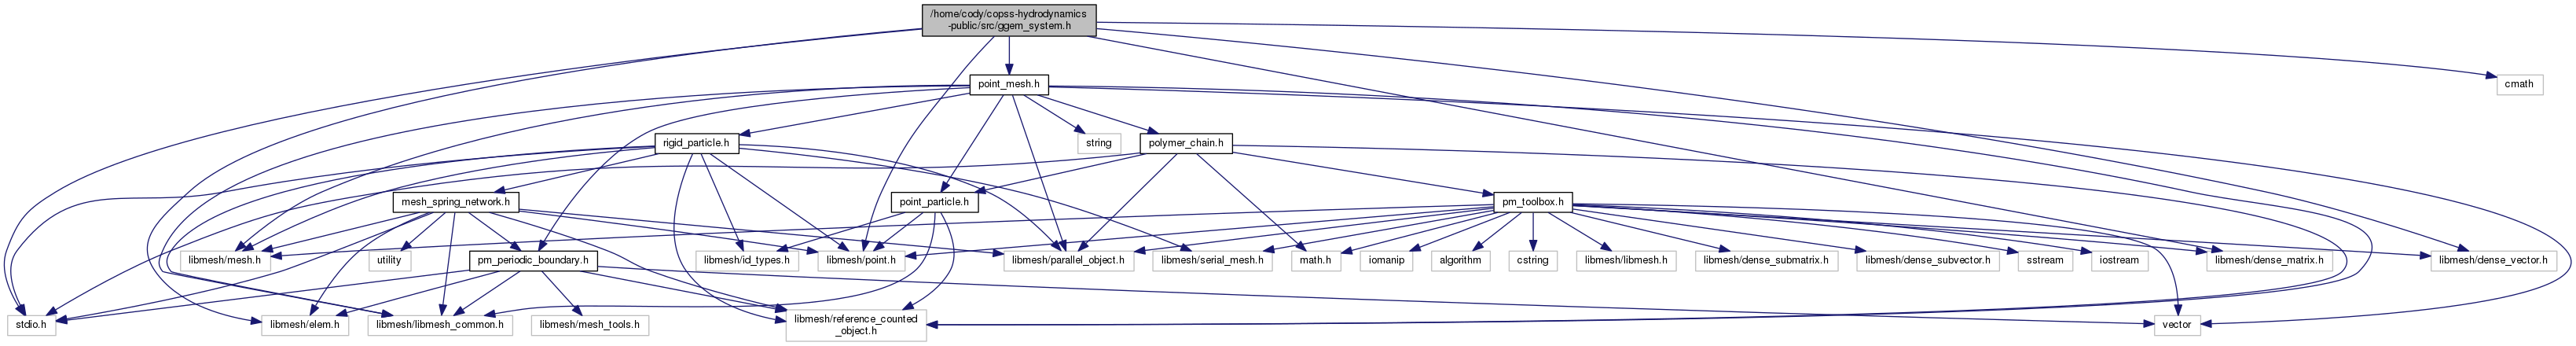 /home/cody/copss-hydrodynamics
-public/src/ggem_system.h
point_mesh.h
cmath
rigid_particle.h
string
polymer_chain.h
mesh_spring_network.h
point_particle.h
pm_toolbox.h
libmesh/mesh.h
utility
pm_periodic_boundary.h
libmesh/id_types.h
libmesh/point.h
libmesh/parallel_object.h
libmesh/serial_mesh.h
math.h
iomanip
algorithm
cstring
libmesh/libmesh.h
libmesh/dense_submatrix.h
libmesh/dense_subvector.h
sstream
iostream
libmesh/dense_matrix.h
libmesh/dense_vector.h
stdio.h
libmesh/elem.h
libmesh/libmesh_common.h
libmesh/mesh_tools.h
libmesh/reference_counted
_object.h
vector